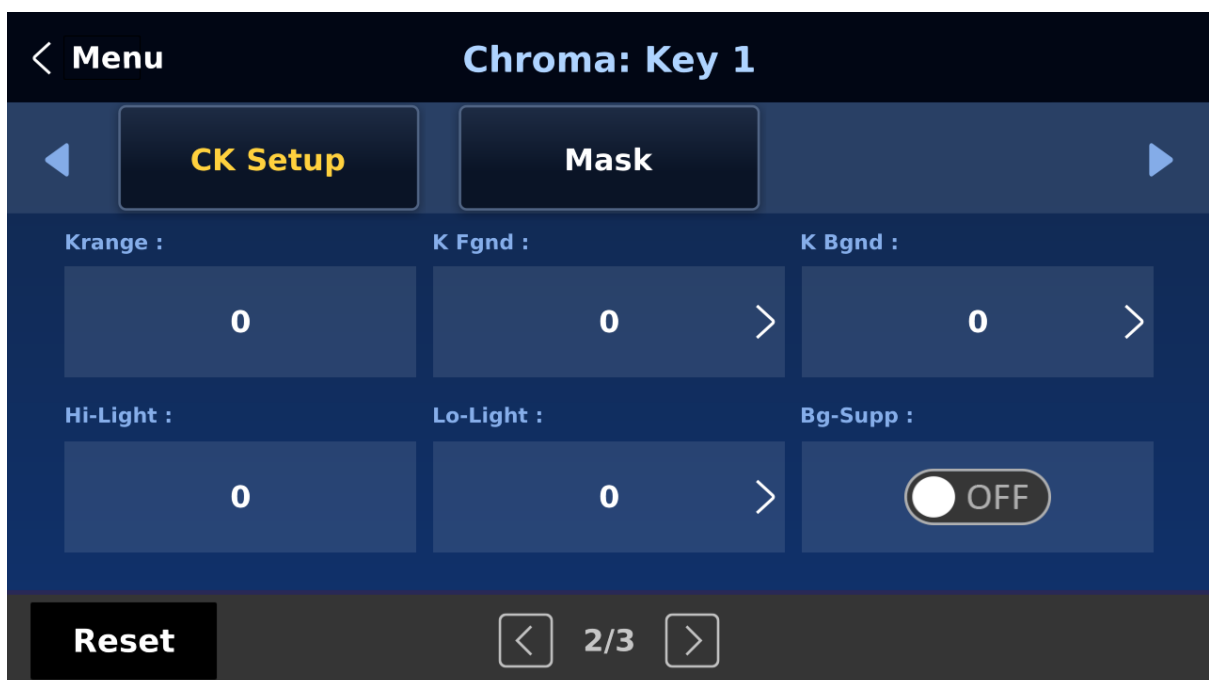 Menu
Chroma: Key 1
CK Setup
Mask
Krange :
K Fgnd :
K Bgnd :
0
0
0
Hi-Light :
Lo-Light :
Bg-Supp :
0
0
OFF
Reset
2/3